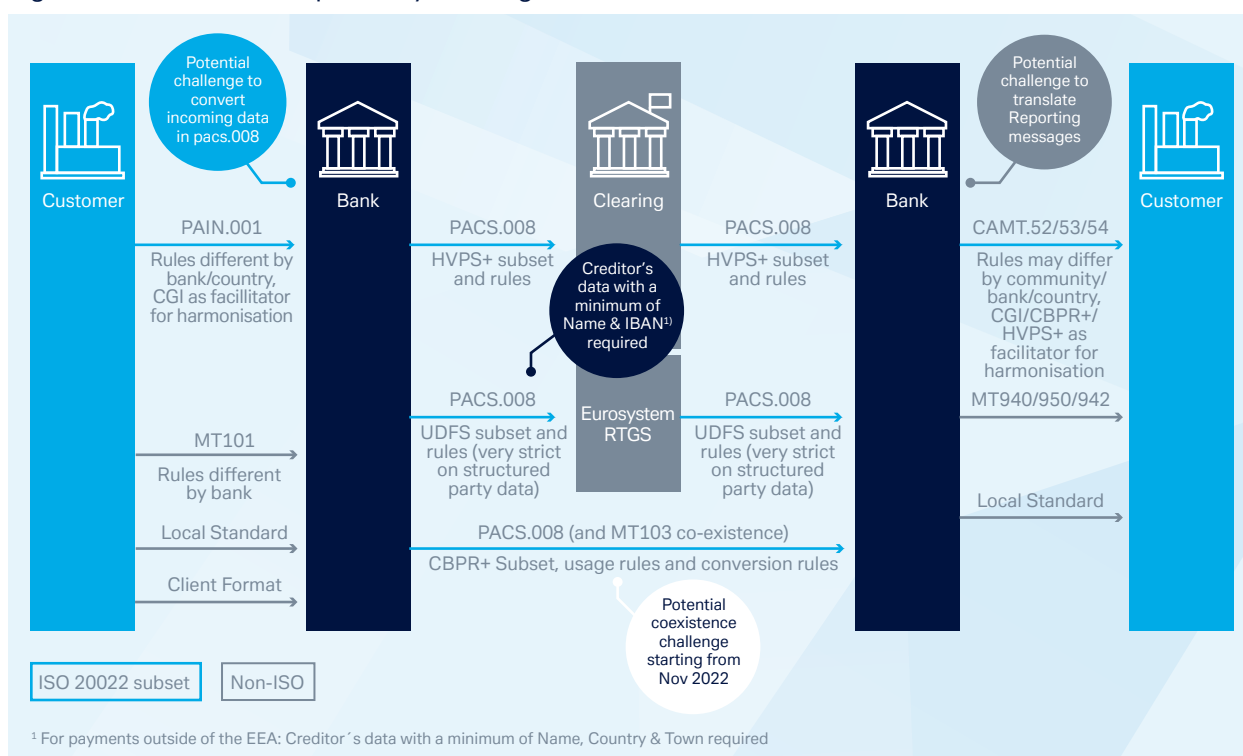 Potential
challenge to
convert
incoming data
in pacs.008
Potential
challenge to
translate
Reporting
messages
Customer
Bank
Clearing
Bank
Customer
PAIN.001
Rules different by
bank/country,
CGI as facillitator
for harmonisation
PACS.008
HVPS+ subset
and rules
Creditor's
data with a
minimum of
Name & IBAN¹⁾
required
PACS.008
HVPS+ subset
and rules
CAMT.52/53/54
Rules may differ
by community/
bank/country,
CGI/CBPR+/
HVPS+ as
facilitator for
harmonisation
MT101
Rules different
by bank
PACS.008
UDFS subset and
rules (very strict
on structured
party data)
Eurosystem
RTGS
PACS.008
UDFS subset and
rules (very strict
on structured
party data)
MT940/950/942
Local Standard
Local Standard
Client Format
PACS.008 (and MT103 co-existence)
CBPR+ Subset, usage rules and conversion rules
Potential
coexistence
challenge
starting from
Nov 2022
ISO 20022 subset
Non-ISO
¹ For payments outside of the EEA: Creditor´s data with a minimum of Name, Country & Town required